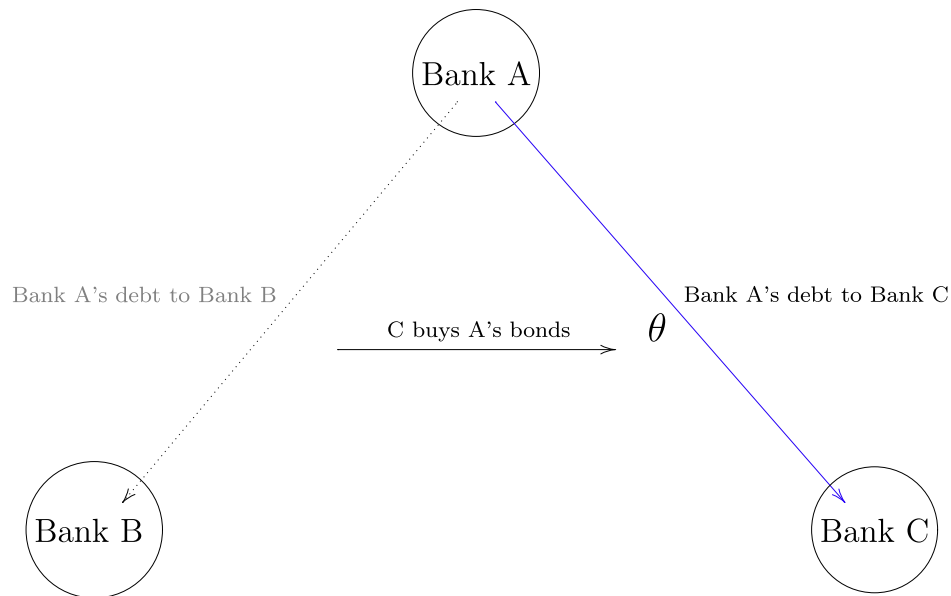 Bank A
Bank A's debt to Bank B
Bank A's debt to Bank C
C buys A's bonds
θ
Bank B
Bank C